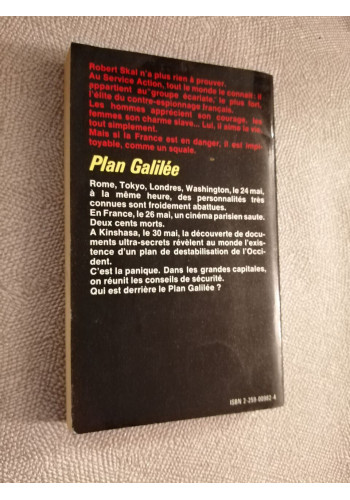 Robert Skal n'a plus rien à prouver.
Au Service Action, tout le monde le connaît : il
appartient au "groupe écarlate, le plus fort,
l'élite du contre-espionnage français.
Les hommes apprécient son courage, les
femmes son charme slave... Lui, il aime la vie,
tout simplement.
Mais si la France est en danger, il est impi-
toyable, comme un squale.
Plan Galilée
Rome, Tokyo, Londres, Washington, le 24 mai,
à la même heure, des personnalités très
connues sont froidement abattues.
En France, le 26 mai, un cinéma parisien saute.
Deux cents morts.
A Kinshasa, le 30 mai, la découverte de docu-
ments ultra-secrets révèlent au monde l'exis-
tence d'un plan de destabilisation de l'Occi-
dent.
C'est la panique. Dans les grandes capitales,
on réunit les conseils de sécurité.
Qui est derrière le Plan Galilée ?
ISBN 2-259-00982-4